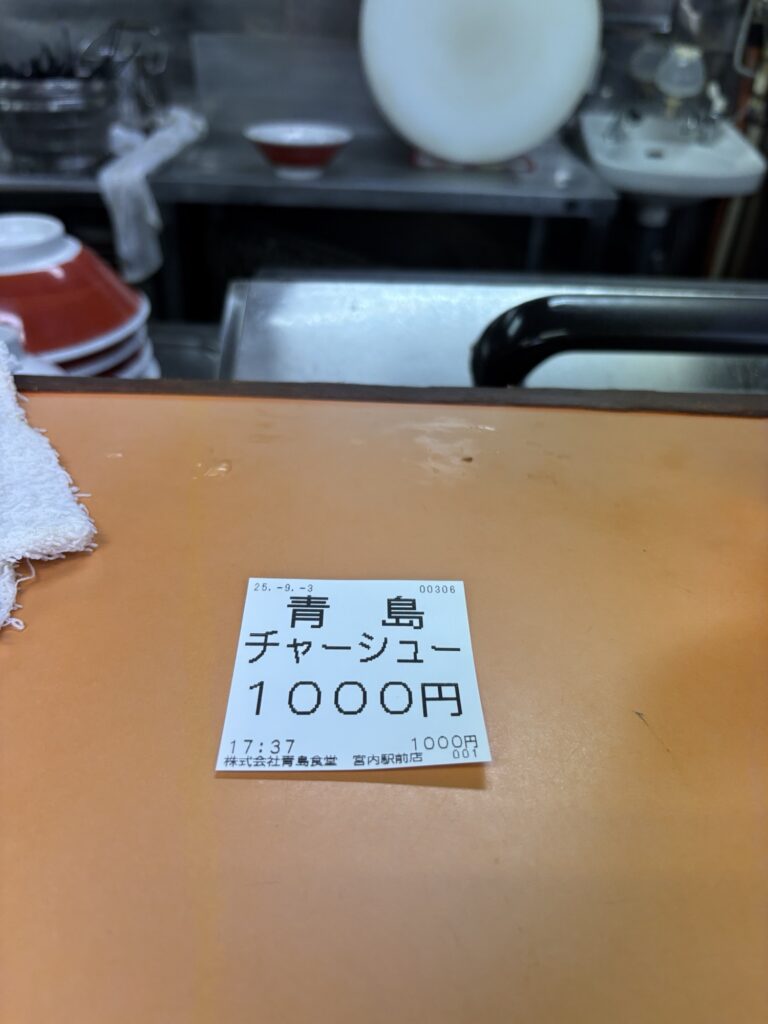 25.-9.-3 00306
青 島
チャーシュー
1000円
17:37 1000円
株式会社青島食堂 宮内駅前店 001